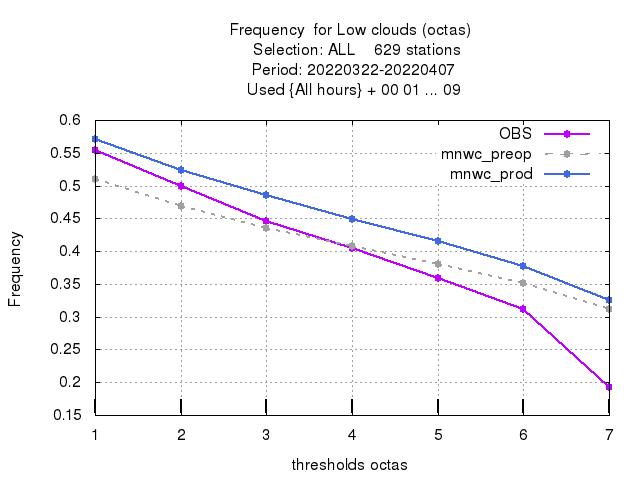 Frequency  for Low clouds (octas)
Selection: ALL    629 stations
Period: 20220322-20220407
Used {All hours} + 00 01 ... 09
OBS
mnwc_preop
mnwc_prod
Frequency
0.6
0.55
0.5
0.45
0.4
0.35
0.3
0.25
0.2
0.15
1 2 3 4 5 6 7
thresholds octas